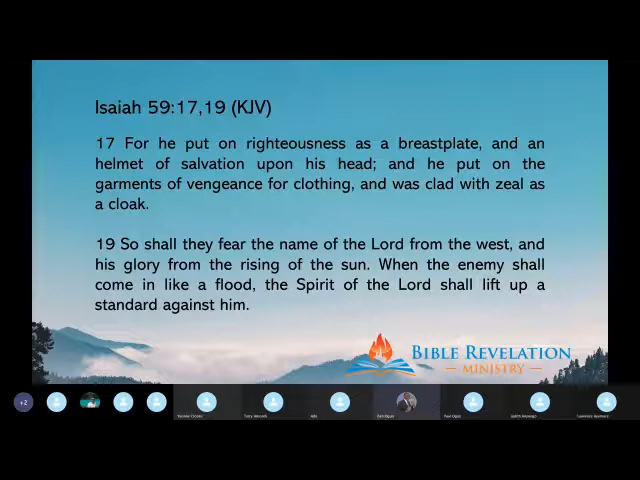 Isaiah 59:17,19 (KJV)
17 For he put on righteousness as a breastplate, and an
helmet of salvation upon his head; and he put on the
garments of vengeance for clothing, and was clad with zeal as
a cloak.
19 So shall they fear the name of the Lord from the west, and
his glory from the rising of the sun. When the enemy shall
come in like a flood, the Spirit of the Lord shall lift up a
standard against him.
BIBLE REVELATION
MINISTRY
+2